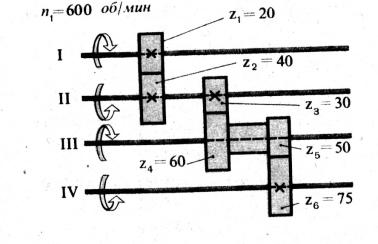 n₁=600 об/мин
z₁=20
I
z₂=40
II
z₃=30
III
z₅=50
z₄=60
IV
z₆=75